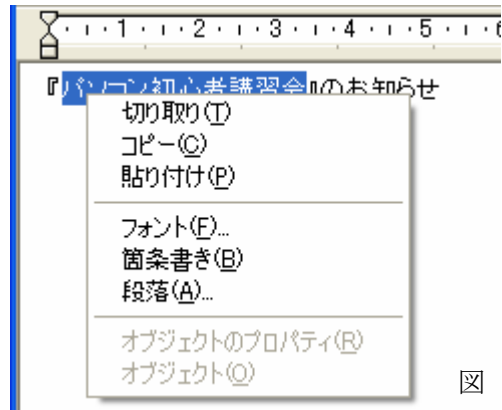 1・2・3・4・5・6
『パソコン初心者講習会』のお知らせ
切り取り(T)
コピー(C)
貼り付け(P)
フォント(F)...
箇条書き(B)
段落(A)...
オブジェクトのプロパティ(R)
オブジェクト(O)
図